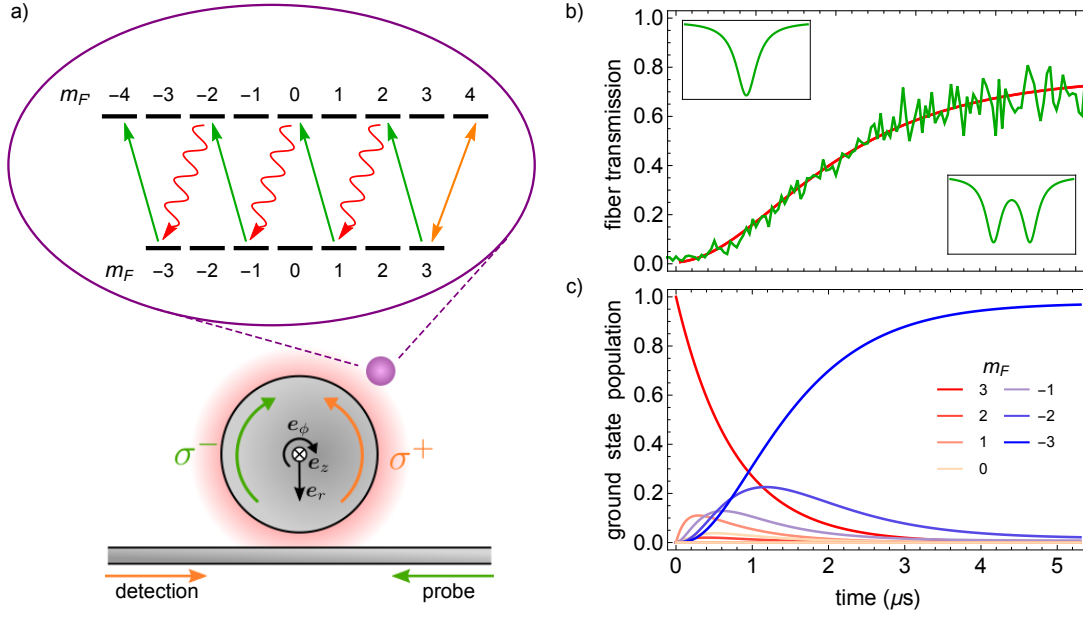 a)
m_F' −4 −3 −2 −1 0 1 2 3 4
−3 −2 −1 0 1 2 3
m_F
σ⁻
σ⁺
e_ϕ
e_z
e_r
detection
probe
b)
fiber transmission
1.0
0.8
0.6
0.4
0.2
0.0
c)
ground state population
1.0
0.8
0.6
0.4
0.2
0.0
m_F
3 −1
2 −2
1 −3
0
0 1 2 3 4 5
time (μs)